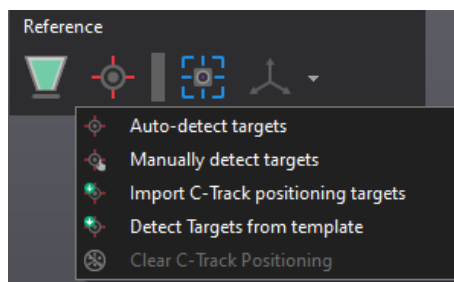 Reference
Auto-detect targets
Manually detect targets
Import C-Track positioning targets
Detect Targets from template
Clear C-Track Positioning